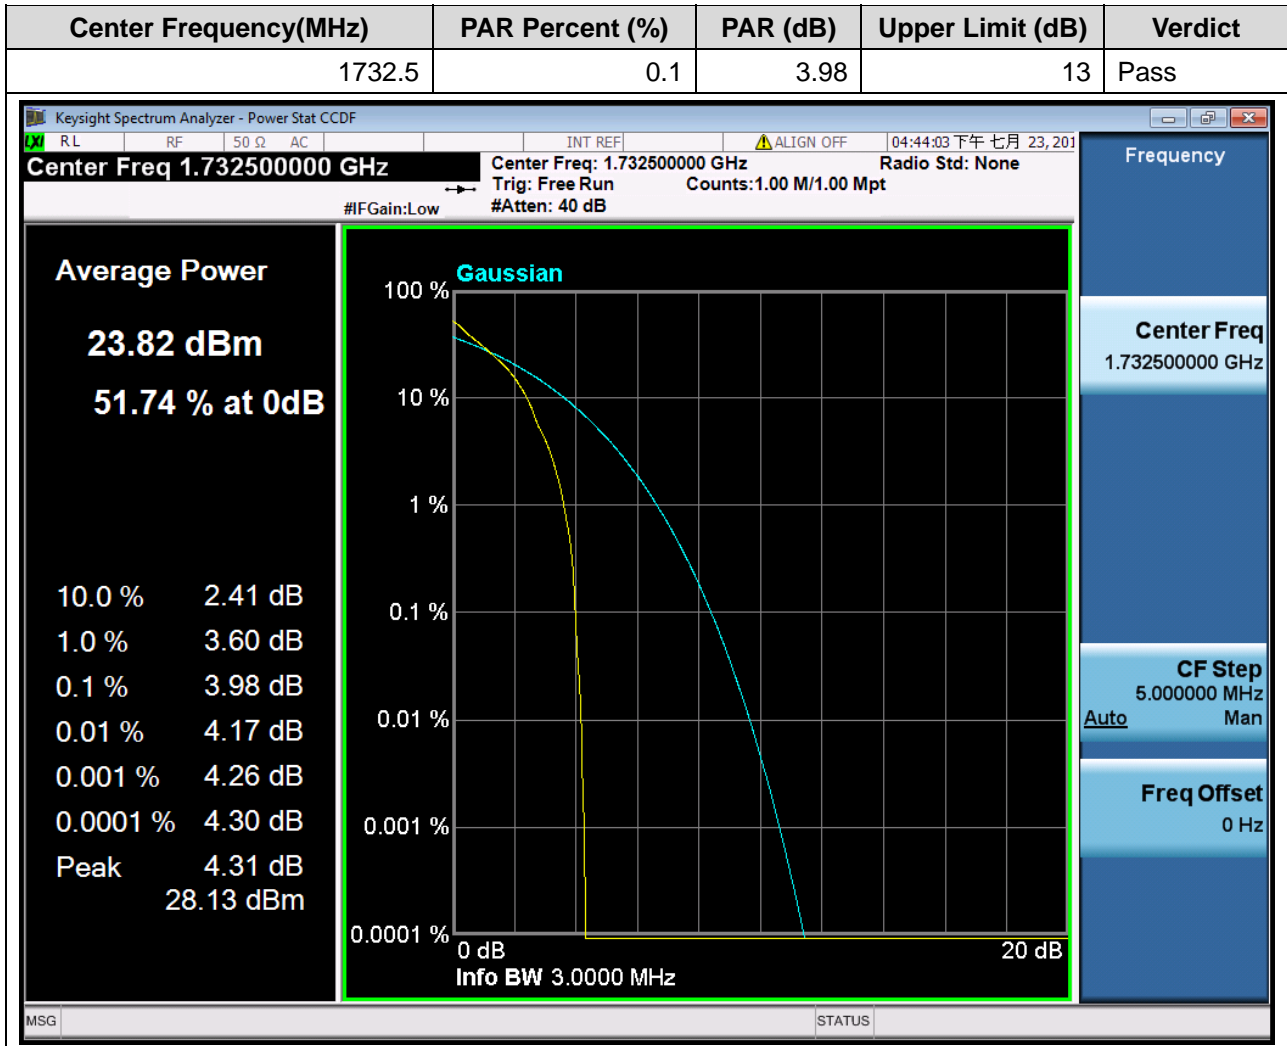 Center Frequency(MHz) PAR Percent (%) PAR (dB) Upper Limit (dB) Verdict
1732.5 0.1 3.98 13 Pass
Keysight Spectrum Analyzer - Power Stat CCDF
LXI RL RF 50 Ω AC INT REF ALIGN OFF 04:44:03 下午 七月 23, 201
Center Freq 1.732500000 GHz
Center Freq: 1.732500000 GHz Radio Std: None
Trig: Free Run Counts:1.00 M/1.00 Mpt
#IFGain:Low #Atten: 40 dB
Average Power
23.82 dBm
51.74 % at 0dB
10.0 % 2.41 dB
1.0 % 3.60 dB
0.1 % 3.98 dB
0.01 % 4.17 dB
0.001 % 4.26 dB
0.0001 % 4.30 dB
Peak 4.31 dB
28.13 dBm
Gaussian
100 %
10 %
1 %
0.1 %
0.01 %
0.001 %
0.0001 %
0 dB 20 dB
Info BW 3.0000 MHz
Frequency
Center Freq
1.732500000 GHz
CF Step
5.000000 MHz
Auto Man
Freq Offset
0 Hz
MSG STATUS